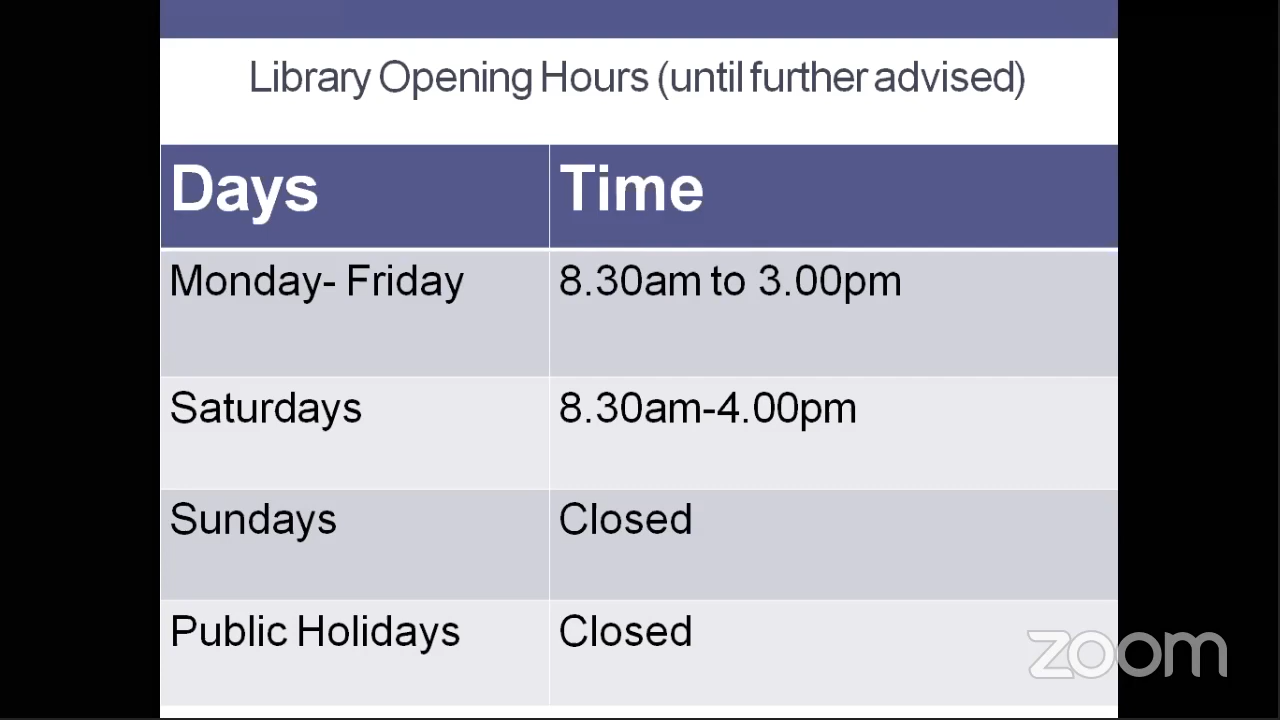 Library Opening Hours (until further advised)
Days Time
Monday- Friday 8.30am to 3.00pm
Saturdays 8.30am-4.00pm
Sundays Closed
Public Holidays Closed
zoom